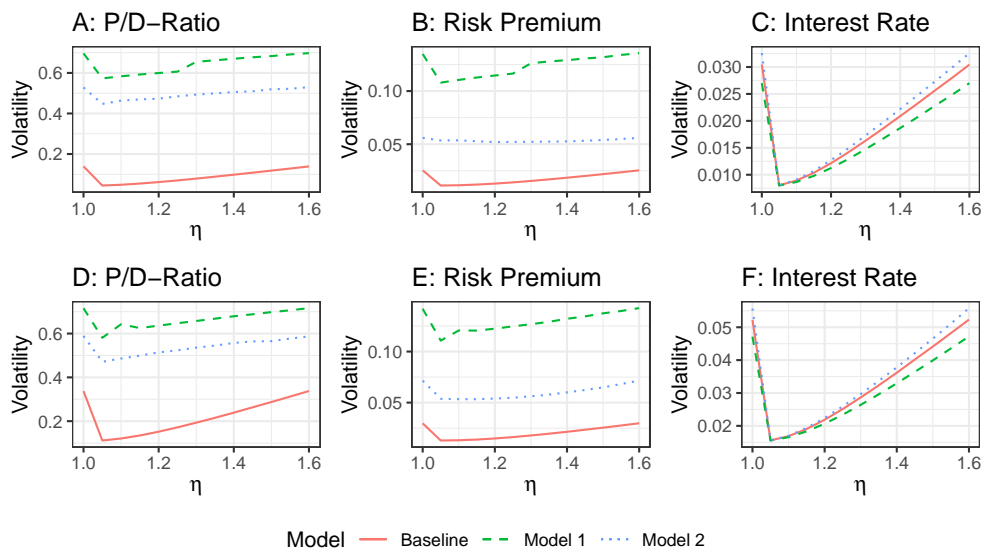 A: P/D−Ratio
B: Risk Premium
C: Interest Rate
Volatility
0.6
0.4
0.2
1.0 1.2 1.4 1.6
η
Volatility
0.10
0.05
1.0 1.2 1.4 1.6
η
Volatility
0.030
0.025
0.020
0.015
0.010
1.0 1.2 1.4 1.6
η
D: P/D−Ratio
E: Risk Premium
F: Interest Rate
Volatility
0.6
0.4
0.2
1.0 1.2 1.4 1.6
η
Volatility
0.10
0.05
1.0 1.2 1.4 1.6
η
Volatility
0.05
0.04
0.03
0.02
1.0 1.2 1.4 1.6
η
Model Baseline Model 1 Model 2